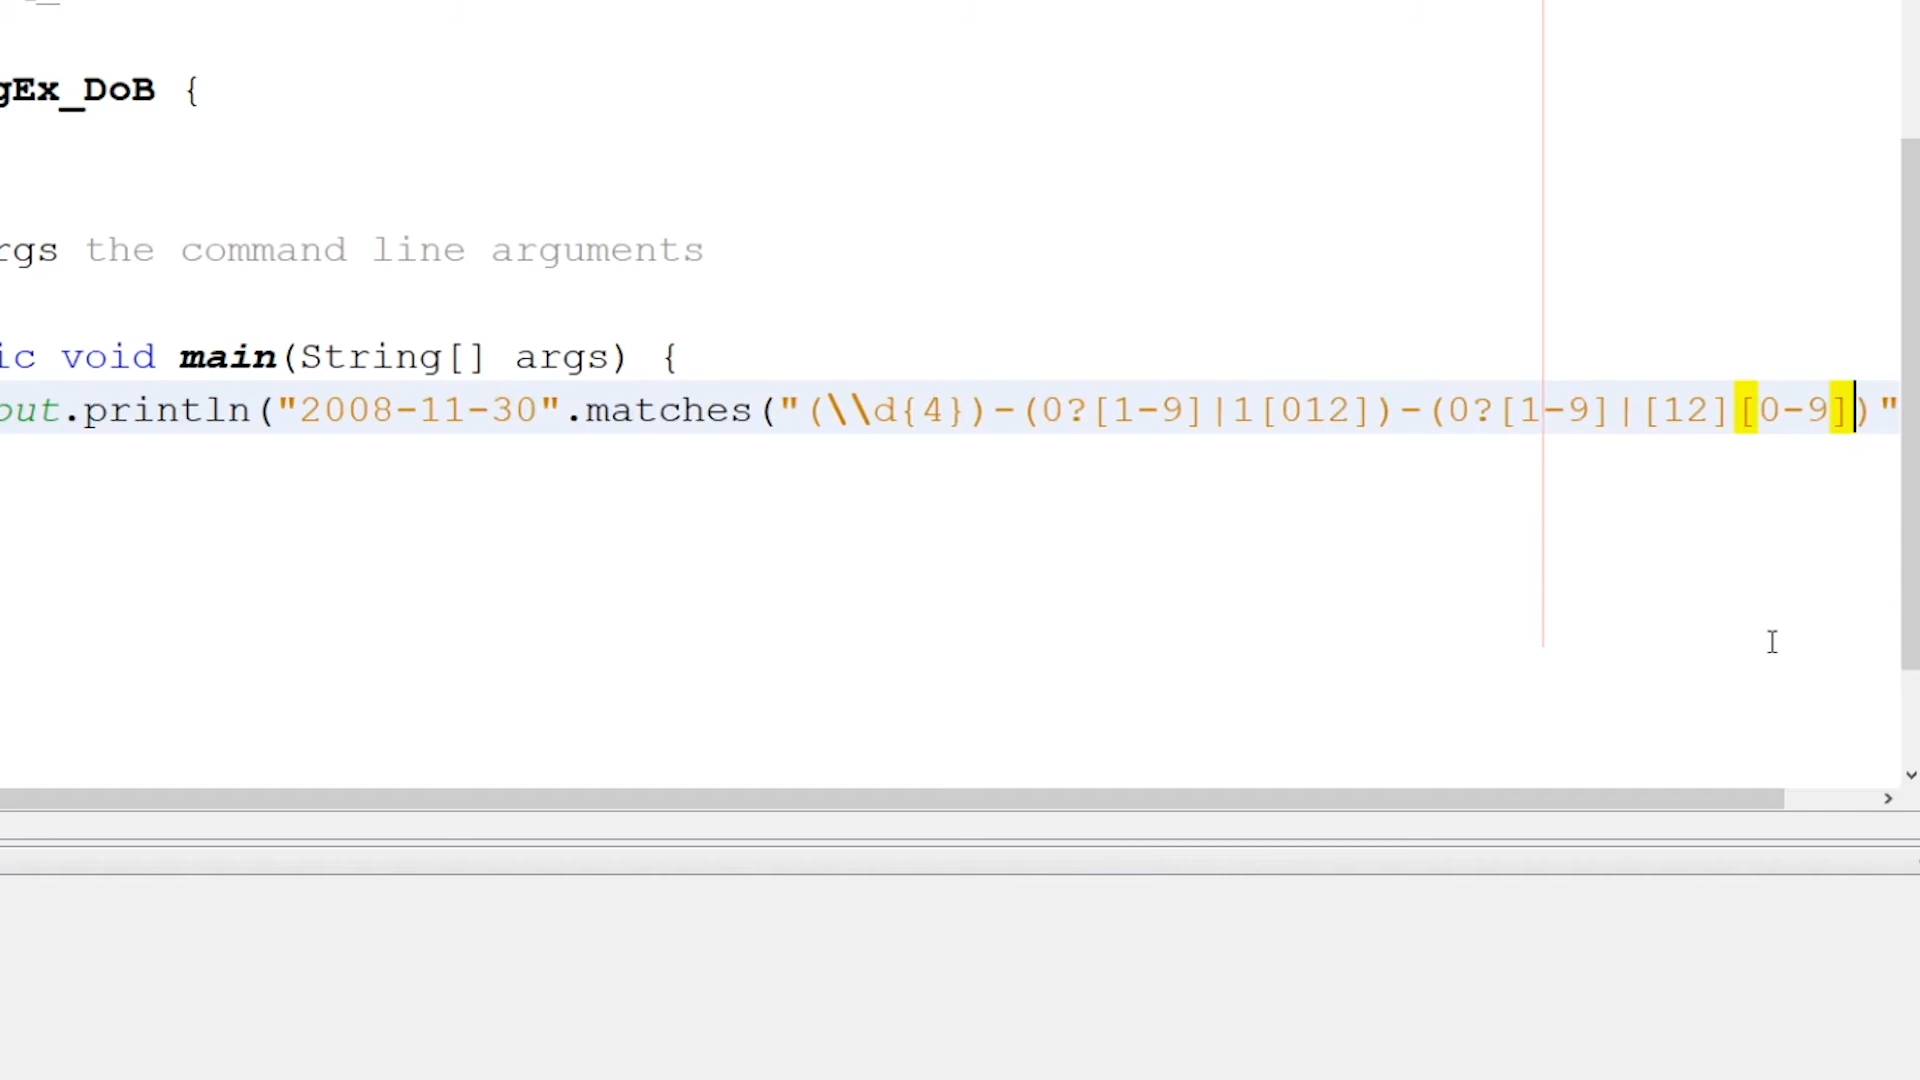 gEx_DoB {
rgs the command line arguments
ic void main(String[] args) {
out.println("2008-11-30".matches("(\\d{4})-(0?[1-9]|1[012])-(0?[1-9]|[12][0-9])"